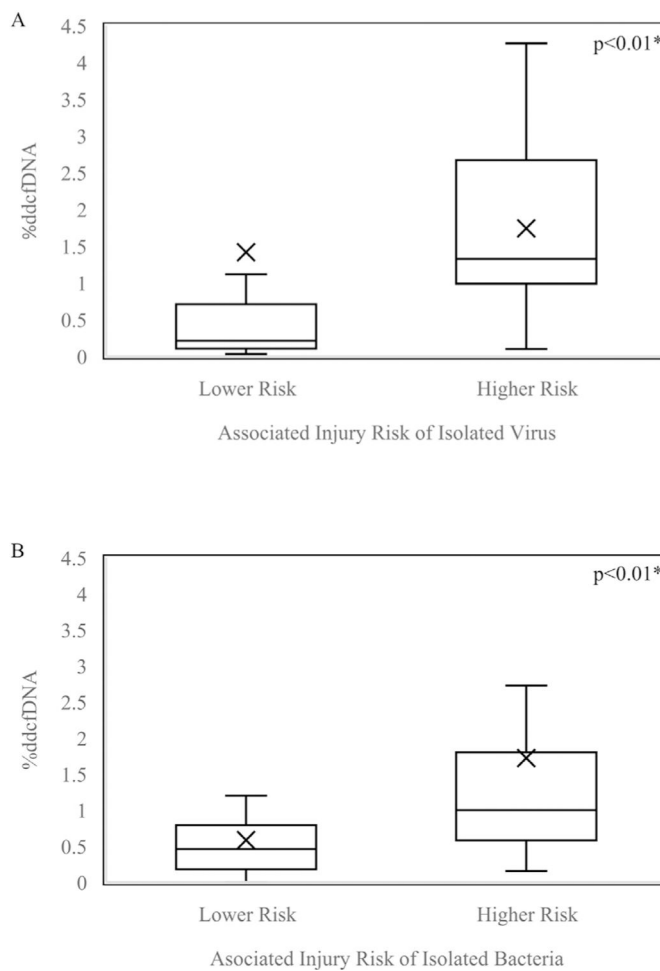 A
4.5
p<0.01*
4
3.5
3
2.5
2
1.5
1
0.5
0
%ddcfDNA
Lower Risk
Higher Risk
Associated Injury Risk of Isolated Virus
B
4.5
p<0.01*
4
3.5
3
2.5
2
1.5
1
0.5
0
%ddcfDNA
Lower Risk
Higher Risk
Asociated Injury Risk of Isolated Bacteria